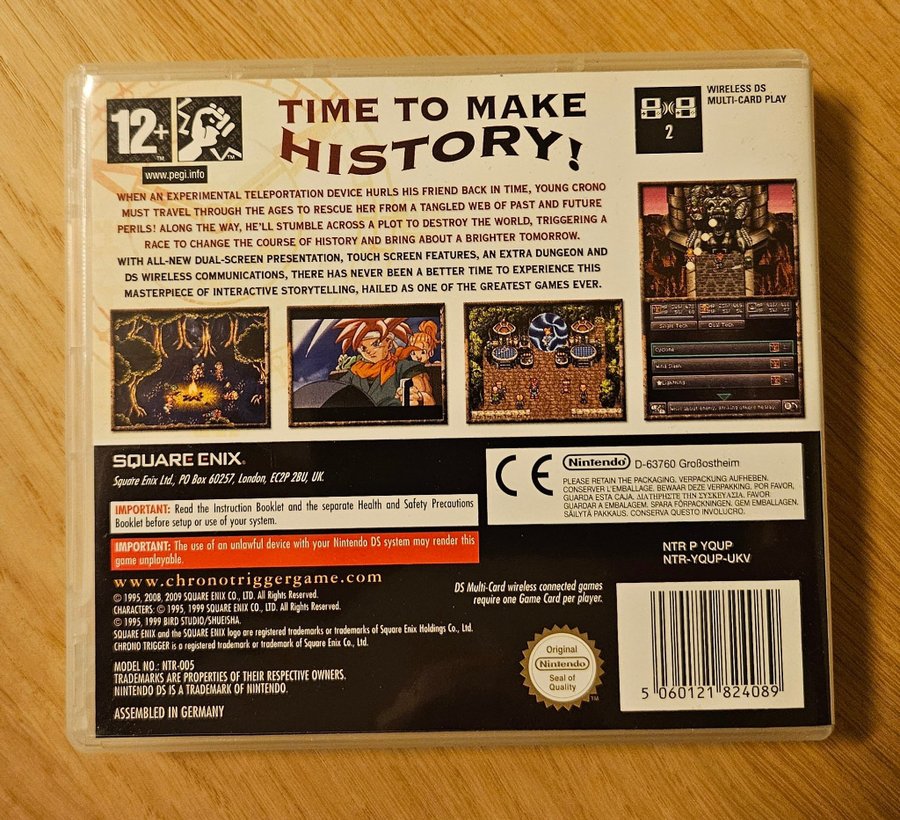 12+
TM
TM
www.pegi.info
TIME TO MAKE
HISTORY!
2
WIRELESS DS
MULTI-CARD PLAY
WHEN AN EXPERIMENTAL TELEPORTATION DEVICE HURLS HIS FRIEND BACK IN TIME, YOUNG CRONO
MUST TRAVEL THROUGH THE AGES TO RESCUE HER FROM A TANGLED WEB OF PAST AND FUTURE
PERILS! ALONG THE WAY, HE'LL STUMBLE ACROSS A PLOT TO DESTROY THE WORLD, TRIGGERING A
RACE TO CHANGE THE COURSE OF HISTORY AND BRING ABOUT A BRIGHTER TOMORROW.
WITH ALL-NEW DUAL-SCREEN PRESENTATION, TOUCH SCREEN FEATURES, AN EXTRA DUNGEON AND
DS WIRELESS COMMUNICATIONS, THERE HAS NEVER BEEN A BETTER TIME TO EXPERIENCE THIS
MASTERPIECE OF INTERACTIVE STORYTELLING, HAILED AS ONE OF THE GREATEST GAMES EVER.
Single Tech Dual Tech
Cyclone
Wind Slash
Lightning
SQUARE ENIX.
Square Enix Ltd, PO Box 60257, London, EC2P 2BU, UK.
IMPORTANT: Read the Instruction Booklet and the separate Health and Safety Precautions
Booklet before setup or use of your system.
IMPORTANT: The use of an unlawful device with your Nintendo DS system may render this
game unplayable.
www.chronotriggergame.com
© 1995, 2008, 2009 SQUARE ENIX CO., LTD. All Rights Reserved.
CHARACTERS: © 1995, 1999 SQUARE ENIX CO., LTD. All Rights Reserved.
© 1995, 1999 BIRD STUDIO/SHUEISHA.
SQUARE ENIX and the SQUARE ENIX logo are registered trademarks or trademarks of Square Enix Holdings Co., Ltd.
CHRONO TRIGGER is a registered trademark or trademark of Square Enix Co., Ltd.
MODEL NO.: NTR-005
TRADEMARKS ARE PROPERTIES OF THEIR RESPECTIVE OWNERS.
NINTENDO DS IS A TRADEMARK OF NINTENDO.
ASSEMBLED IN GERMANY
CE
Nintendo D-63760 Großostheim
PLEASE RETAIN THE PACKAGING. VERPACKUNG AUFHEBEN.
CONSERVER L'EMBALLAGE. BEWAAR DEZE VERPAKKING. POR FAVOR,
GUARDA ESTA CAJA. ΔΙΑΤΗΡΗΣΤΕ ΤΗΝ ΣΥΣΚΕΥΑΣΙΑ. FAVOR
GUARDAR A EMBALAGEM. SPARA FÖRPACKNINGEN. GEM EMBALLAGEN.
SÄILYTÄ PAKKAUS. CONSERVA QUESTO INVOLUCRO.
NTR P YQUP
NTR-YQUP-UKV
DS Multi-Card wireless connected games
require one Game Card per player.
Original
Nintendo
Seal of
Quality
TM
5 060121 824089